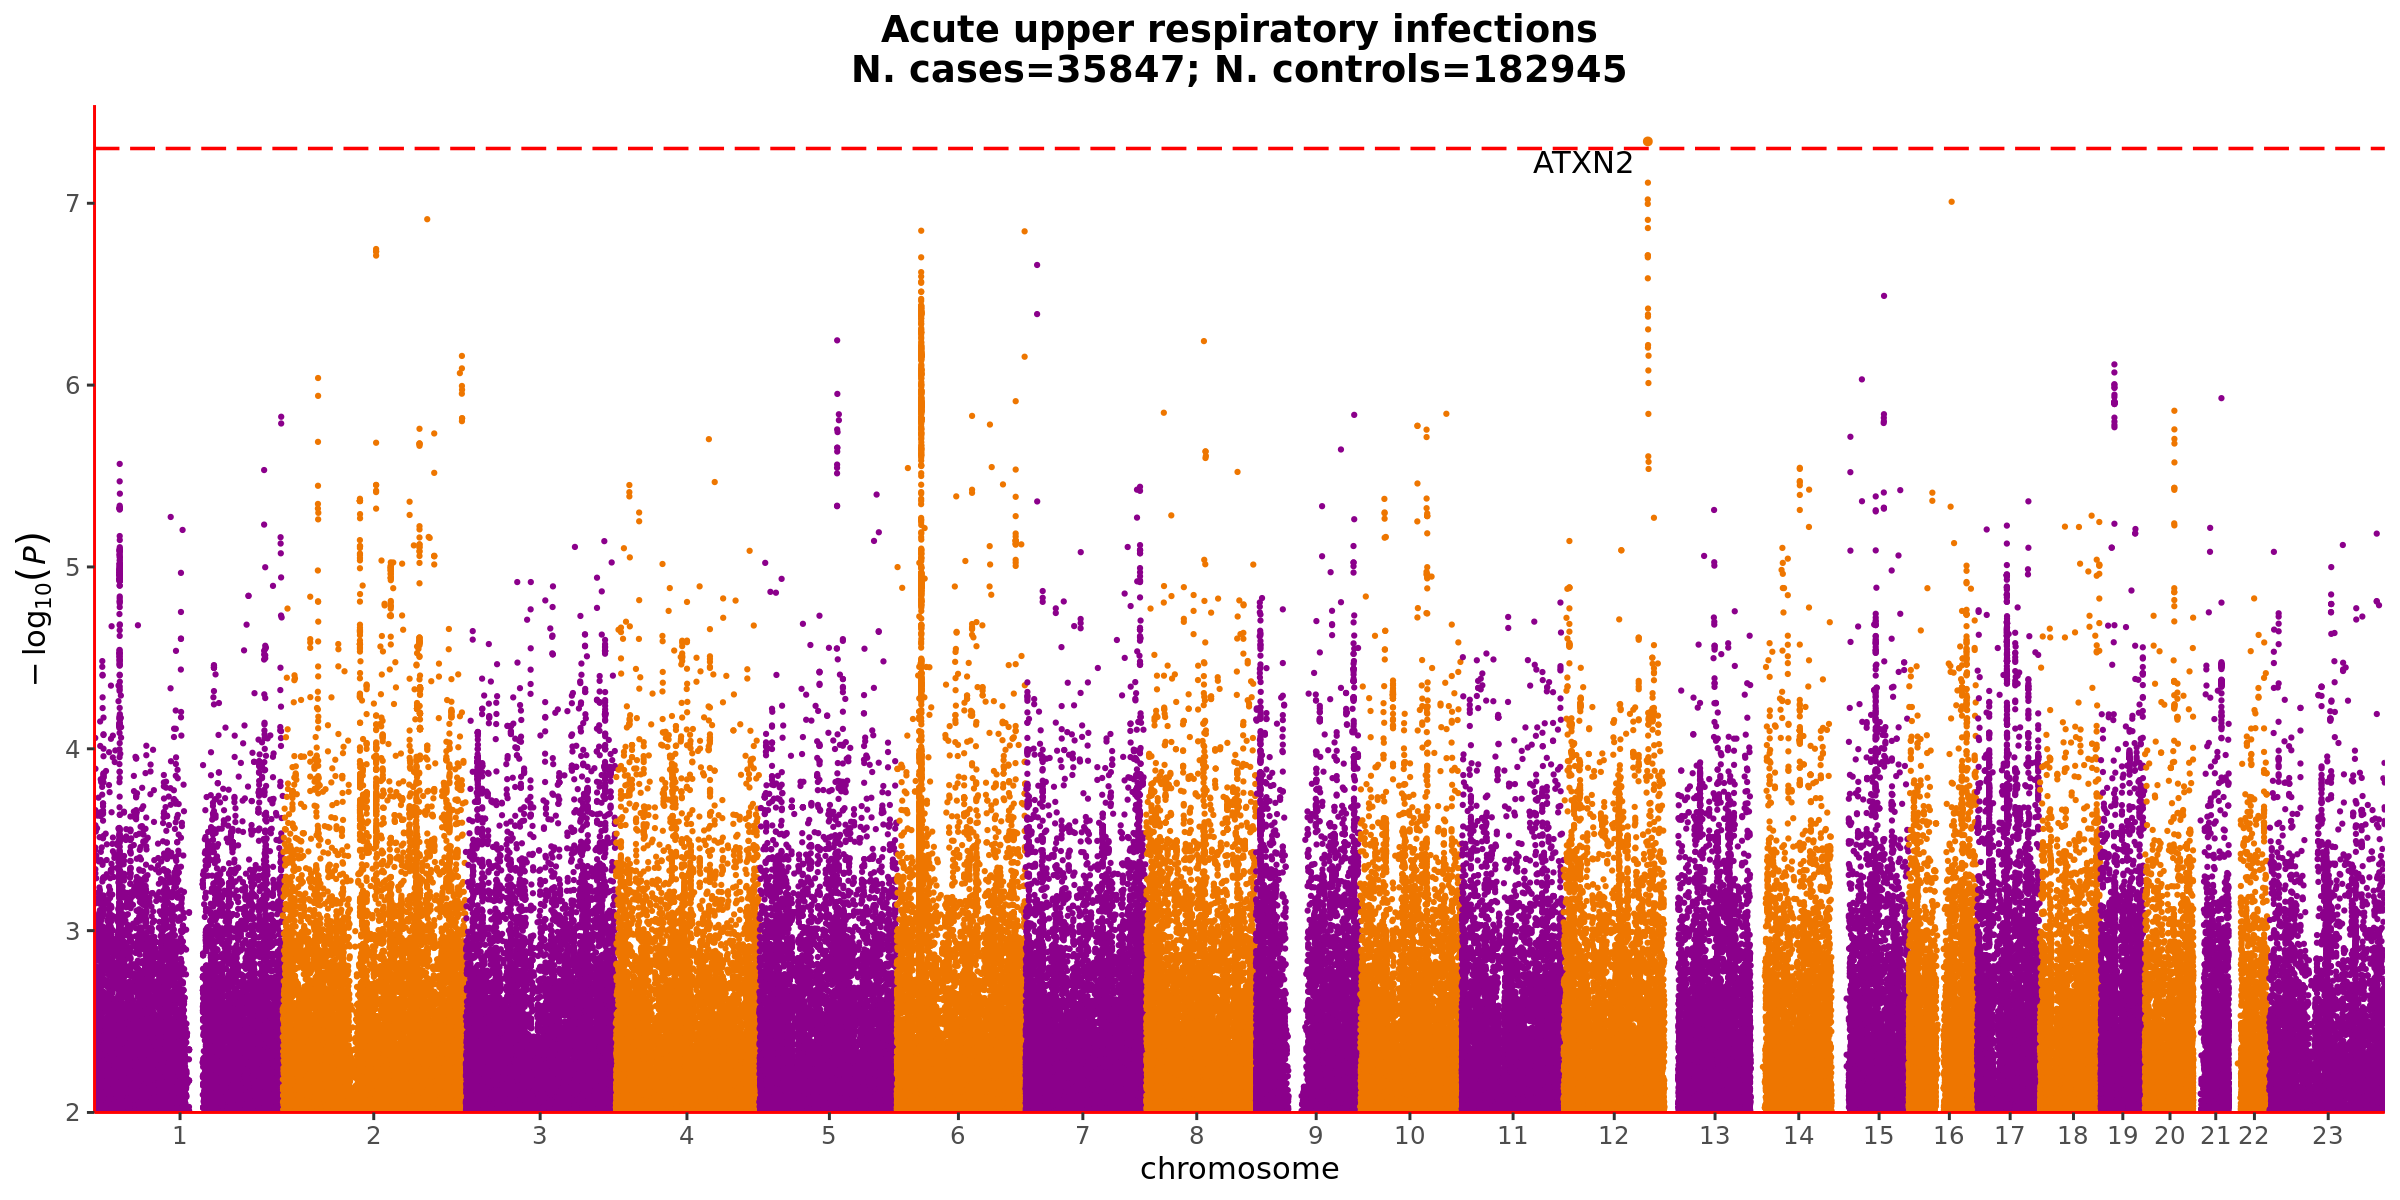 Acute upper respiratory infections
N. cases=35847; N. controls=182945
ATXN2
7
6
5
4
3
2
−log10(P)
1 2 3 4 5 6 7 8 9 10 11 12 13 14 15 16 17 18 19 20 21 22 23
chromosome